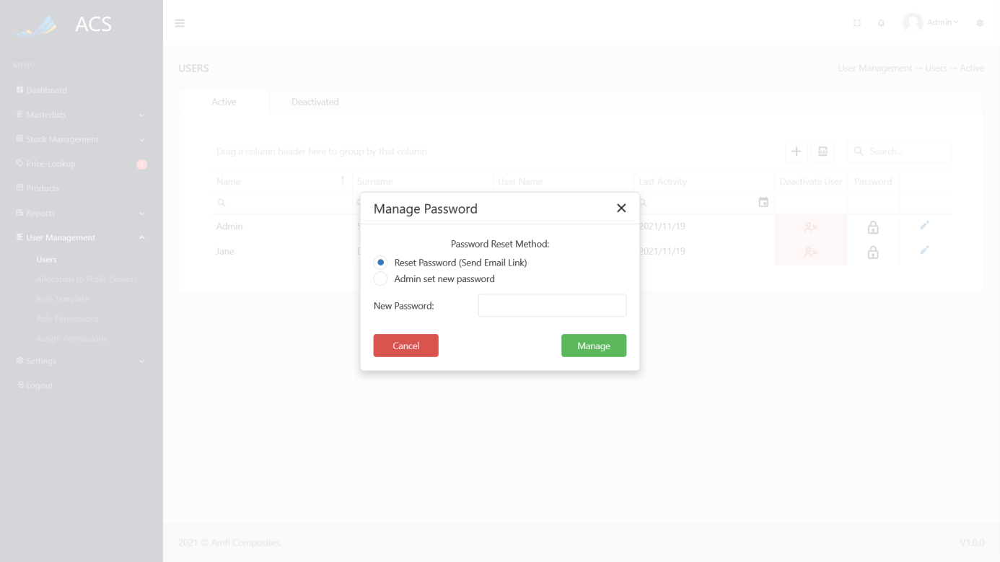 ACS
Admin
MENU
Dashboard
Masterlists
Stock Management
Price-Lookup
Products
Reports
User Management
Users
Allocation to Profit Centers
Role Template
Role Permissions
Assign Permissions
Settings
Logout
USERS
User Management → Users → Active
Active Deactivated
Drag a column header here to group by that column
Search...
Name Surname User Name Last Activity Deactivate User Password
Admin 2021/11/19
Jane 2021/11/19
Manage Password
Password Reset Method:
Reset Password (Send Email Link)
Admin set new password
New Password:
Cancel Manage
2021 © Amfi Composites.
V1.0.0